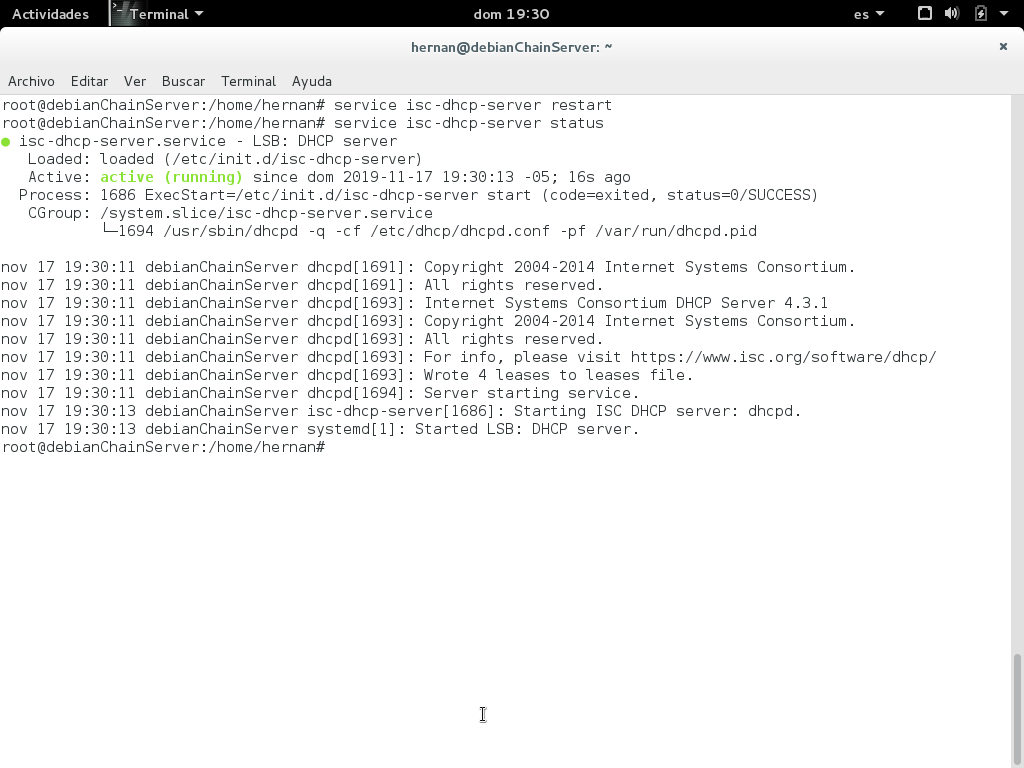 Actividades Terminal dom 19:30 es
hernan@debianChainServer: ~ ×
Archivo Editar Ver Buscar Terminal Ayuda
root@debianChainServer:/home/hernan# service isc-dhcp-server restart
root@debianChainServer:/home/hernan# service isc-dhcp-server status
● isc-dhcp-server.service - LSB: DHCP server
   Loaded: loaded (/etc/init.d/isc-dhcp-server)
   Active: active (running) since dom 2019-11-17 19:30:13 -05; 16s ago
  Process: 1686 ExecStart=/etc/init.d/isc-dhcp-server start (code=exited, status=0/SUCCESS)
   CGroup: /system.slice/isc-dhcp-server.service
           └─1694 /usr/sbin/dhcpd -q -cf /etc/dhcp/dhcpd.conf -pf /var/run/dhcpd.pid
nov 17 19:30:11 debianChainServer dhcpd[1691]: Copyright 2004-2014 Internet Systems Consortium.
nov 17 19:30:11 debianChainServer dhcpd[1691]: All rights reserved.
nov 17 19:30:11 debianChainServer dhcpd[1693]: Internet Systems Consortium DHCP Server 4.3.1
nov 17 19:30:11 debianChainServer dhcpd[1693]: Copyright 2004-2014 Internet Systems Consortium.
nov 17 19:30:11 debianChainServer dhcpd[1693]: All rights reserved.
nov 17 19:30:11 debianChainServer dhcpd[1693]: For info, please visit https://www.isc.org/software/dhcp/
nov 17 19:30:11 debianChainServer dhcpd[1693]: Wrote 4 leases to leases file.
nov 17 19:30:11 debianChainServer dhcpd[1694]: Server starting service.
nov 17 19:30:13 debianChainServer isc-dhcp-server[1686]: Starting ISC DHCP server: dhcpd.
nov 17 19:30:13 debianChainServer systemd[1]: Started LSB: DHCP server.
root@debianChainServer:/home/hernan#